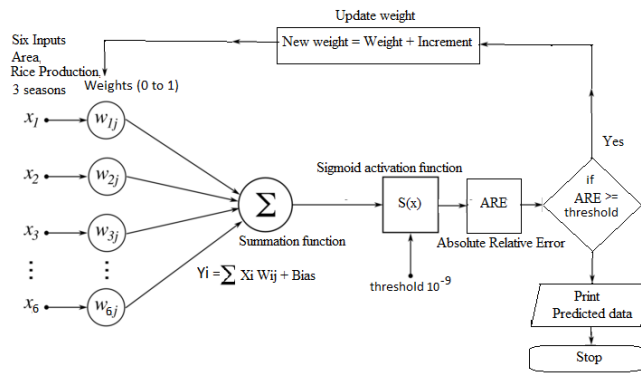 Update weight
New weight = Weight + Increment
Six Inputs
Area,
Rice Production,
3 seasons
Weights (0 to 1)
x1
w1j
Yes
x2
w2j
Sigmoid activation function
if
ARE >=
threshold
Σ
S(x)
ARE
x3
w3j
Summation function
Absolute Relative Error
⋮
⋮
Yi = ∑ Xi Wij + Bias
threshold 10^-9
x6
w6j
Print
Predicted data
Stop